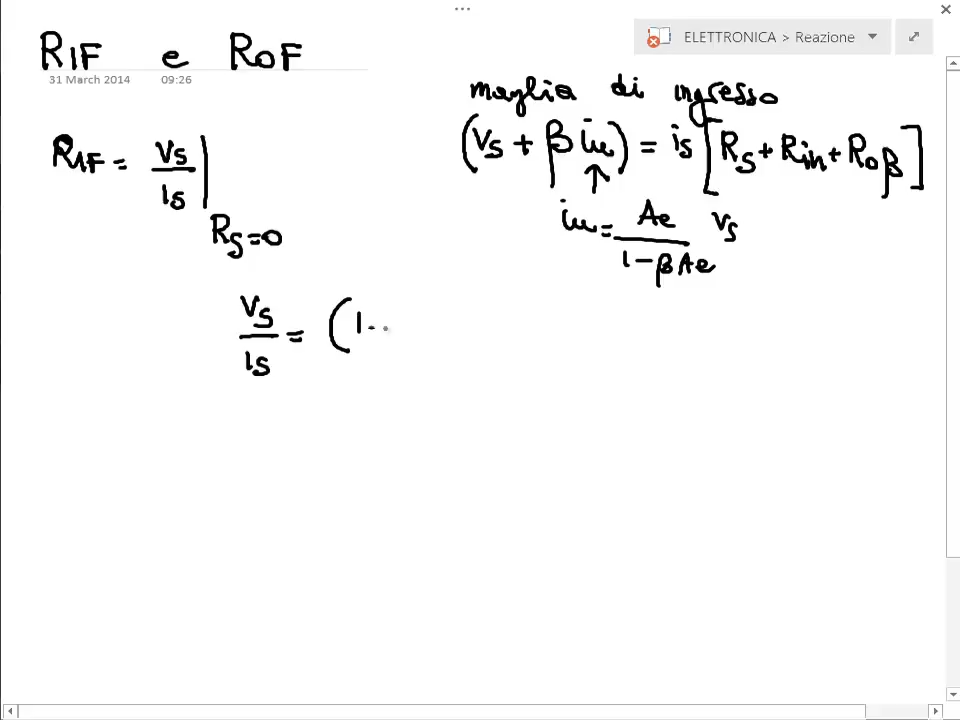 ELETTRONICA > Reazione
RIF e ROF
31 March 2014 09:26
maglia di ingresso
RIF = Vs / Is | Rs=0
(Vs + β iu) = is [Rs + Rin + Roβ]
↑
iu = Ae / 1-βAe Vs
Vs / Is = (1-